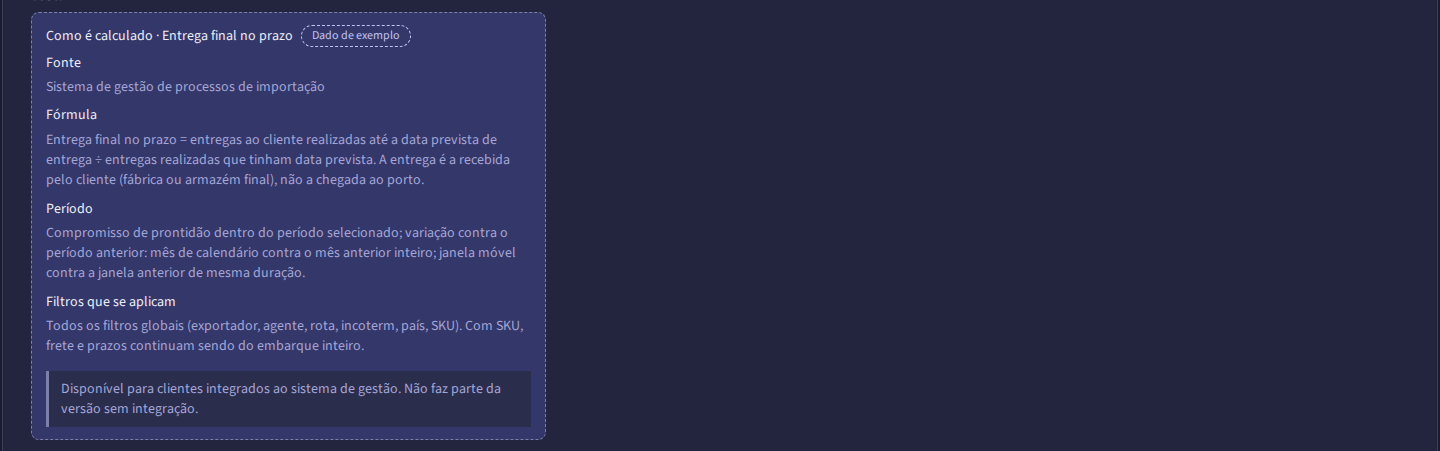 Como é calculado · Entrega final no prazo Dado de exemplo
Fonte
Sistema de gestão de processos de importação
Fórmula
Entrega final no prazo = entregas ao cliente realizadas até a data prevista de
entrega ÷ entregas realizadas que tinham data prevista. A entrega é a recebida
pelo cliente (fábrica ou armazém final), não a chegada ao porto.
Período
Compromisso de prontidão dentro do período selecionado; variação contra o
período anterior: mês de calendário contra o mês anterior inteiro; janela móvel
contra a janela anterior de mesma duração.
Filtros que se aplicam
Todos os filtros globais (exportador, agente, rota, incoterm, país, SKU). Com SKU,
frete e prazos continuam sendo do embarque inteiro.
Disponível para clientes integrados ao sistema de gestão. Não faz parte da
versão sem integração.